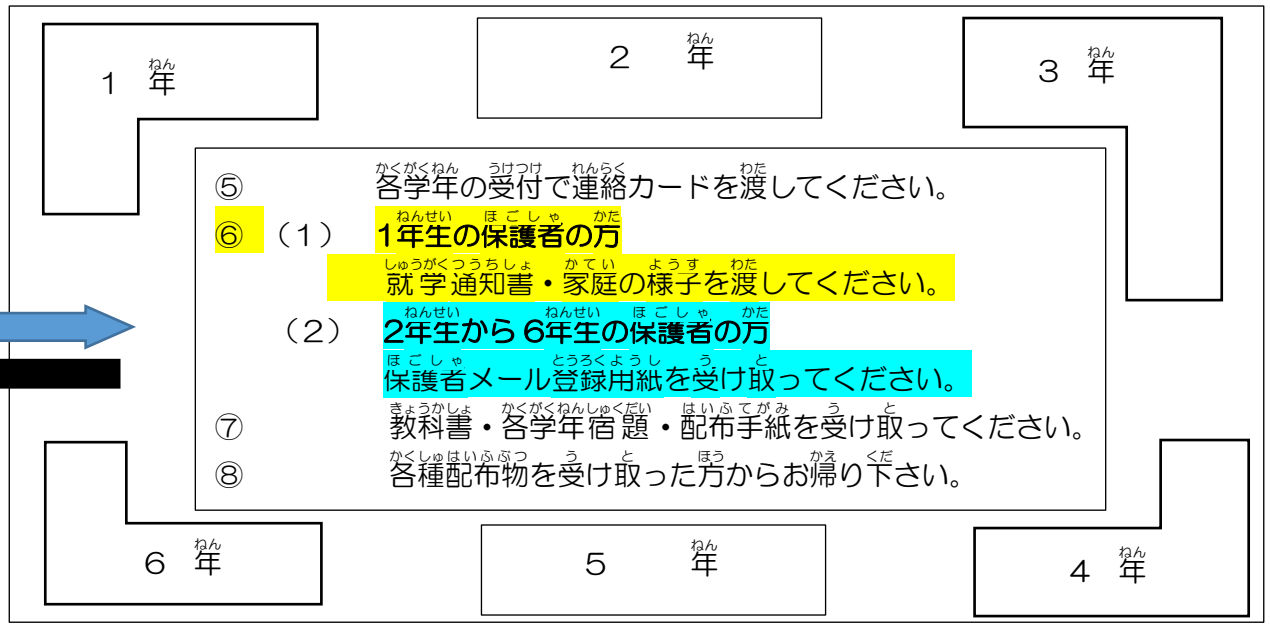 1 年
2 年
3 年
⑤ 各学年の受付で連絡カードを渡してください。
⑥ (1) 1年生の保護者の方
就学通知書・家庭の様子を渡してください。
(2) 2年生から6年生の保護者の方
保護者メール登録用紙を受け取ってください。
⑦ 教科書・各学年宿題・配布手紙を受け取ってください。
⑧ 各種配布物を受け取った方からお帰り下さい。
6 年
5 年
4 年